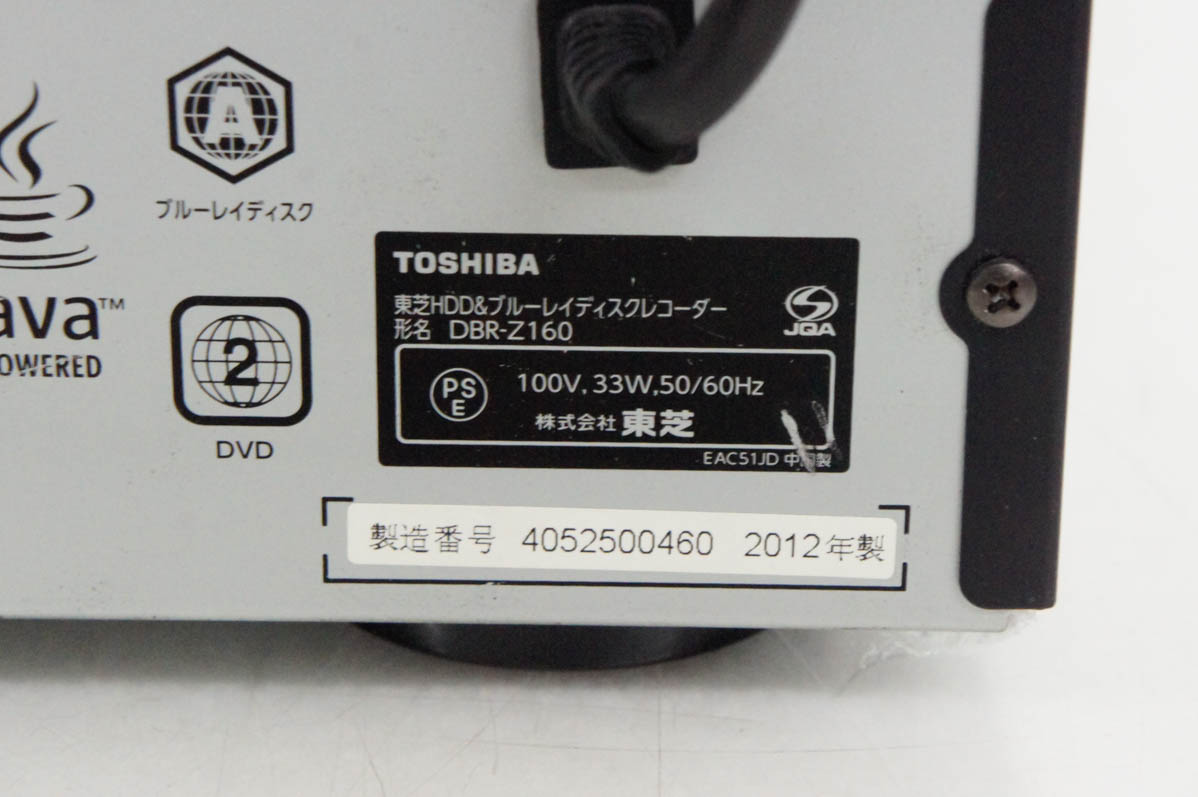 A
ブルーレイディスク
ava™
OWERED
2
DVD
TOSHIBA
東芝HDD&ブルーレイディスクレコーダー
形名 DBR-Z160
JQA
PS
E
100V, 33W,50/60Hz
株式会社 東芝
EAC51JD 中国製
製造番号 4052500460 2012年製